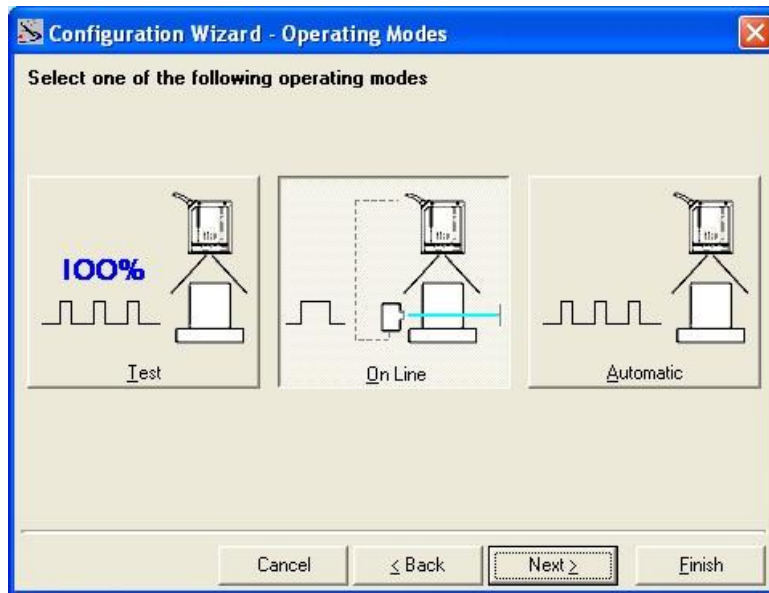 Configuration Wizard - Operating Modes
Select one of the following operating modes
100%
Test
On Line
Automatic
Cancel
< Back
Next >
Finish